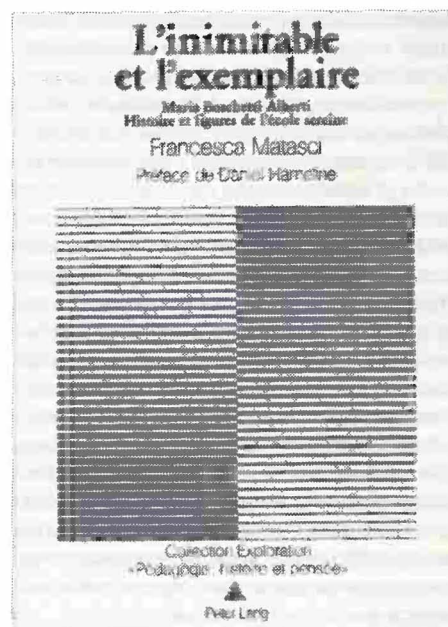 L'inimitable
et l'exemplaire
Maria Boschetti Alberti
Histoire et figures de l'école sereine
Francesca Matasci
Préface de Daniel Hameline
Collection Exploration
«Pédagogie: histoire et pensée»
Peter Lang